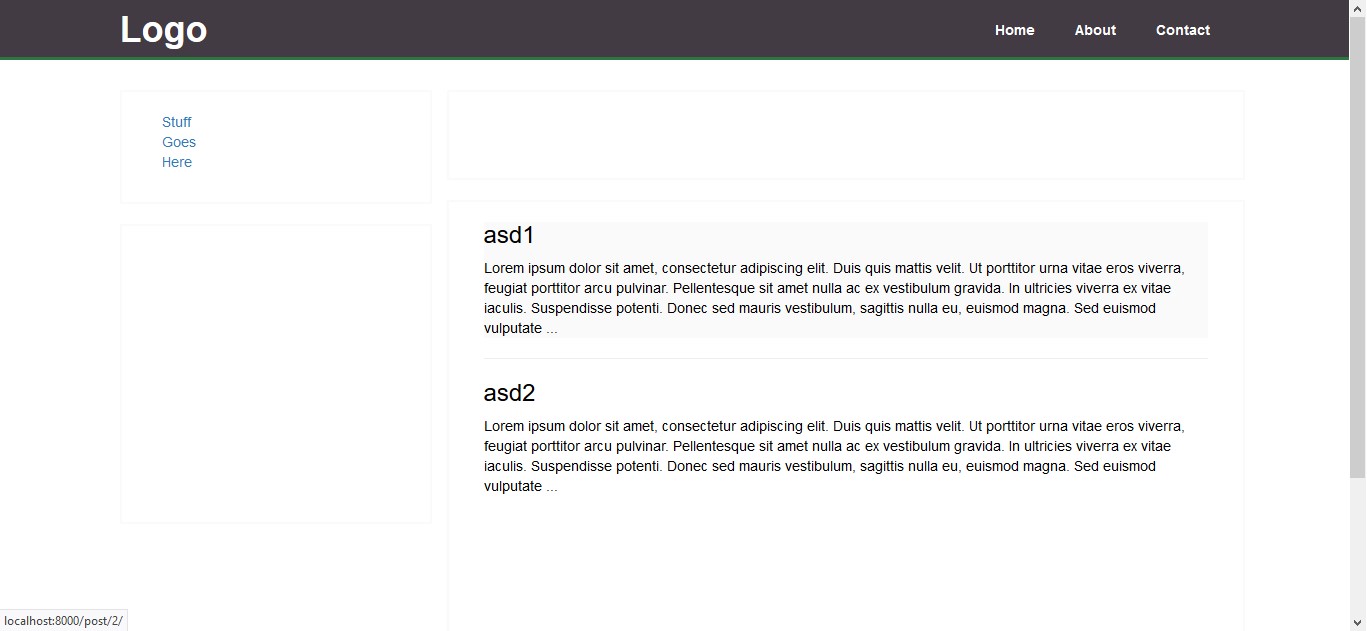 Logo
Home
About
Contact
Stuff
Goes
Here
asd1
Lorem ipsum dolor sit amet, consectetur adipiscing elit. Duis quis mattis velit. Ut porttitor urna vitae eros viverra,
feugiat porttitor arcu pulvinar. Pellentesque sit amet nulla ac ex vestibulum gravida. In ultricies viverra ex vitae
iaculis. Suspendisse potenti. Donec sed mauris vestibulum, sagittis nulla eu, euismod magna. Sed euismod
vulputate ...
asd2
Lorem ipsum dolor sit amet, consectetur adipiscing elit. Duis quis mattis velit. Ut porttitor urna vitae eros viverra,
feugiat porttitor arcu pulvinar. Pellentesque sit amet nulla ac ex vestibulum gravida. In ultricies viverra ex vitae
iaculis. Suspendisse potenti. Donec sed mauris vestibulum, sagittis nulla eu, euismod magna. Sed euismod
vulputate ...
localhost:8000/post/2/